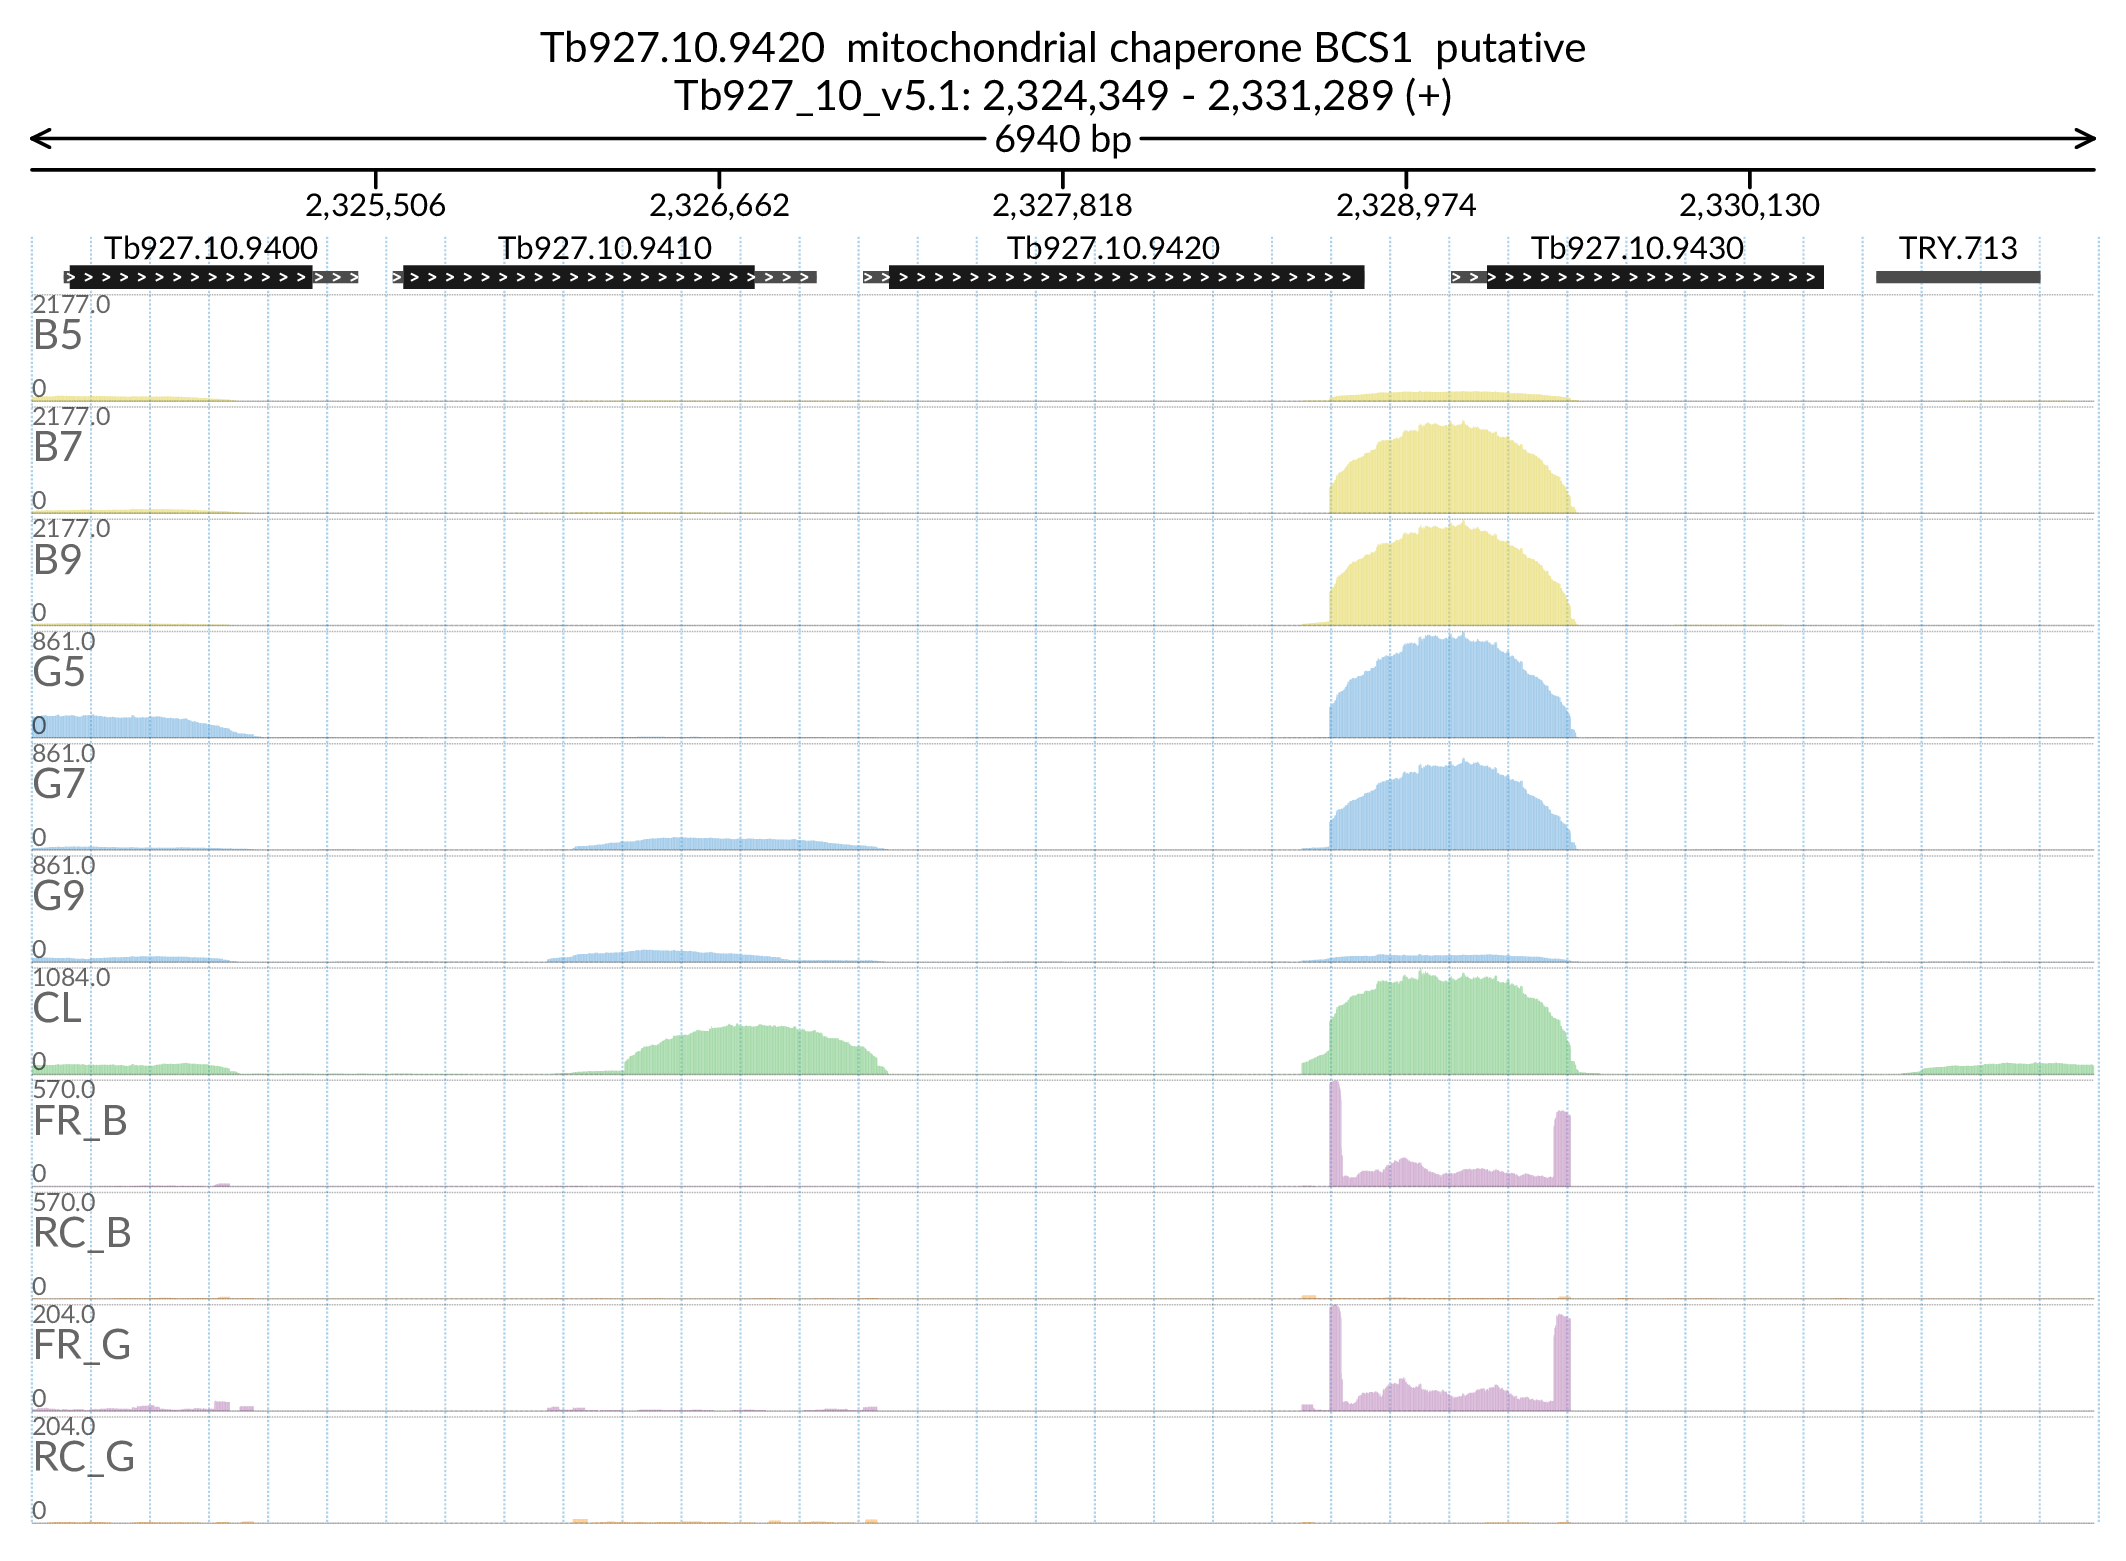 Tb927.10.9420 mitochondrial chaperone BCS1 putative
Tb927_10_v5.1: 2,324,349 - 2,331,289 (+)
6940 bp
2,325,506 2,326,662 2,327,818 2,328,974 2,330,130
Tb927.10.9400 Tb927.10.9410 Tb927.10.9420 Tb927.10.9430 TRY.713
2177.0
B5
0
2177.0
B7
0
2177.0
B9
0
861.0
G5
0
861.0
G7
0
861.0
G9
0
1084.0
CL
0
570.0
FR_B
0
570.0
RC_B
0
204.0
FR_G
0
204.0
RC_G
0